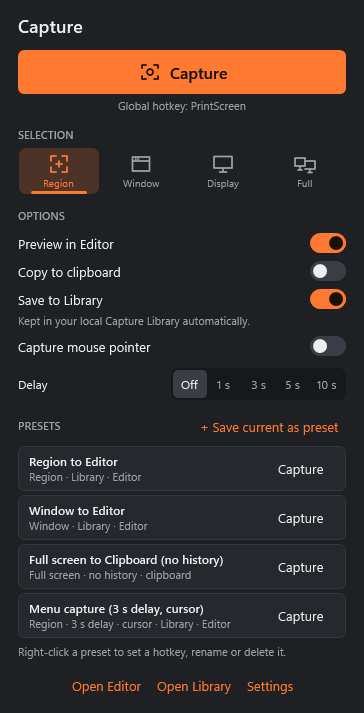 Capture
Capture
Global hotkey: PrintScreen
SELECTION
Region Window Display Full
OPTIONS
Preview in Editor
Copy to clipboard
Save to Library
Kept in your local Capture Library automatically.
Capture mouse pointer
Delay Off 1 s 3 s 5 s 10 s
PRESETS + Save current as preset
Region to Editor
Region · Library · Editor
Capture
Window to Editor
Window · Library · Editor
Capture
Full screen to Clipboard (no history)
Full screen · no history · clipboard
Capture
Menu capture (3 s delay, cursor)
Region · 3 s delay · cursor · Library · Editor
Capture
Right-click a preset to set a hotkey, rename or delete it.
Open Editor Open Library Settings